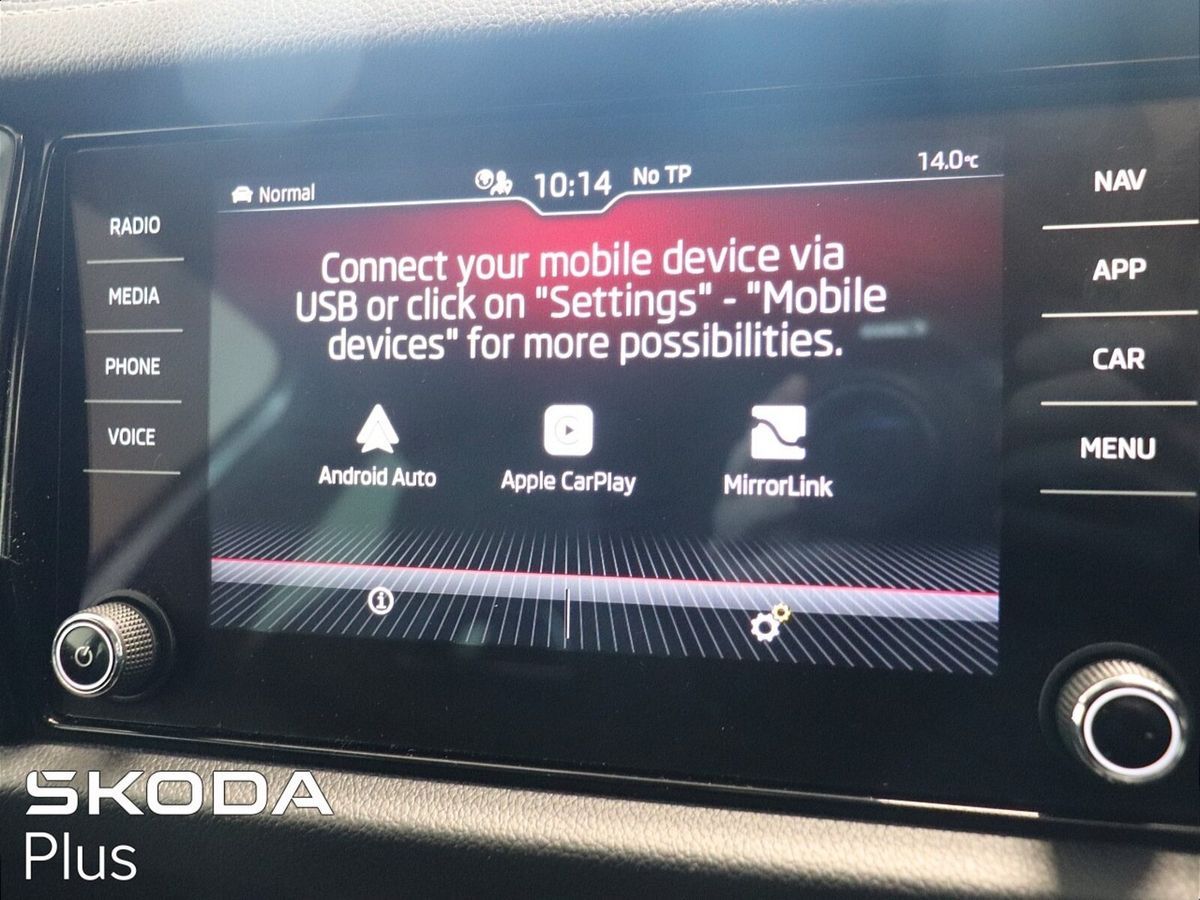 Normal 10:14 No TP 14.0°C
RADIO
MEDIA
PHONE
VOICE
Connect your mobile device via
USB or click on "Settings" - "Mobile
devices" for more possibilities.
Android Auto
Apple CarPlay
MirrorLink
NAV
APP
CAR
MENU
ŠKODA
Plus